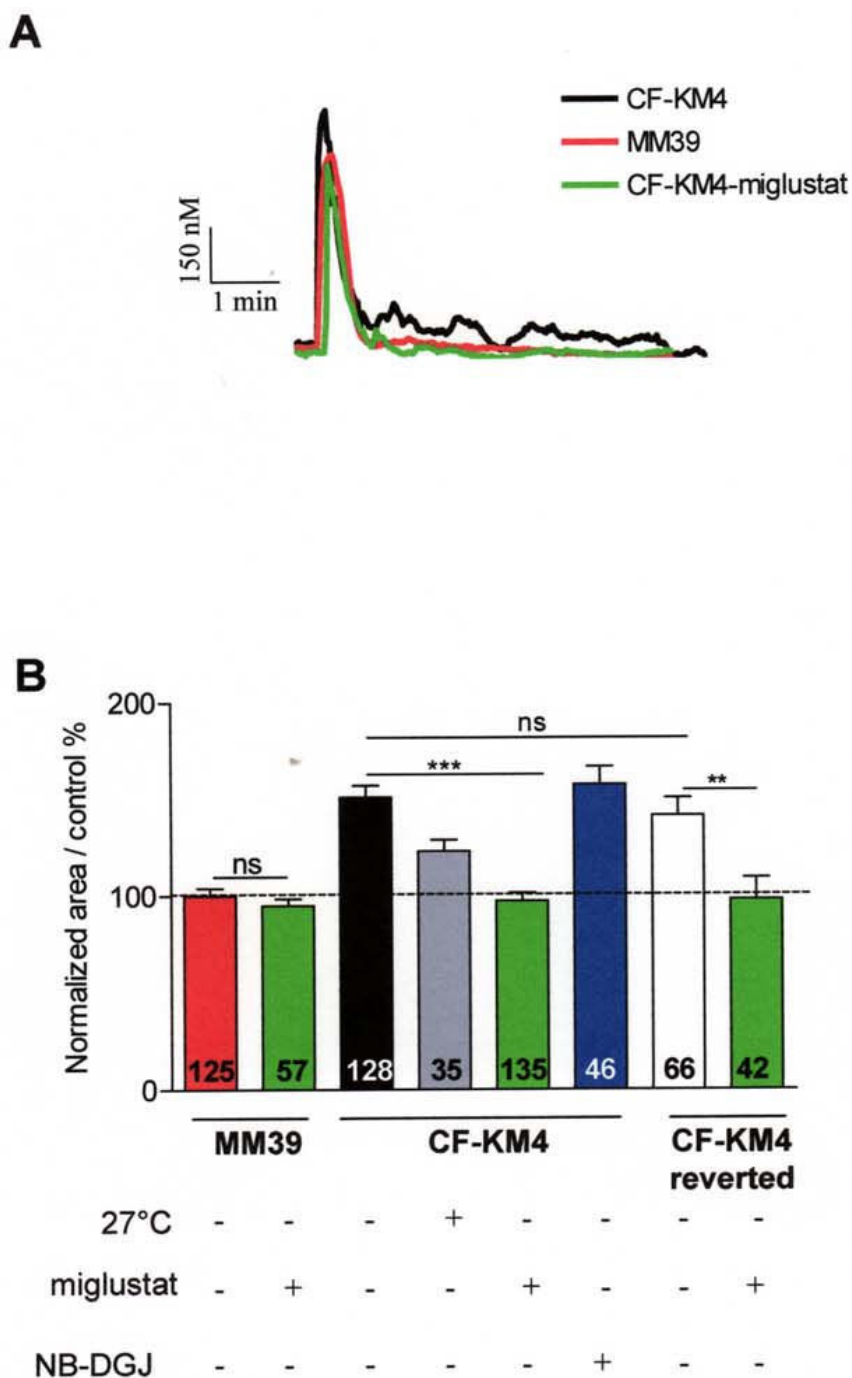 A
CF-KM4
MM39
CF-KM4-miglustat
150 nM
1 min
B
Normalized area / control %
200
100
0
ns
***
ns
**
125 57 128 35 135 46 66 42
MM39 CF-KM4 CF-KM4 reverted
27°C - - - + - - - -
miglustat - + - - + - - +
NB-DGJ - - - - - + - -